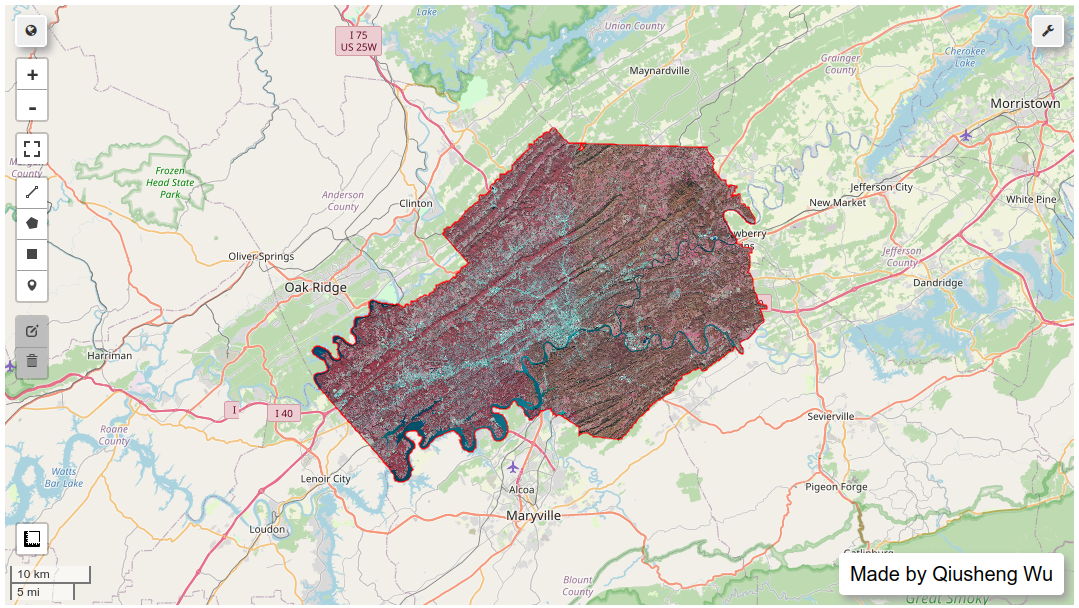 Lake
Union County
I 75
US 25W
Grainger
County
Cherokee
Lake
Maynardville
Morristown
County
Frozen
Head State
Park
Anderson
County
Clinton
Jefferson City
New Market
White Pine
wberry
Oliver Springs
Jefferson
County
Oak Ridge
Dandridge
Harriman
I
I 40
Sevierville
Roane
County
Watts
Bar Lake
Lenoir City
Alcoa
Pigeon Forge
Maryville
Loudon
Blount
County
Great Smoky
+
-
10 km
5 mi
Made by Qiusheng Wu